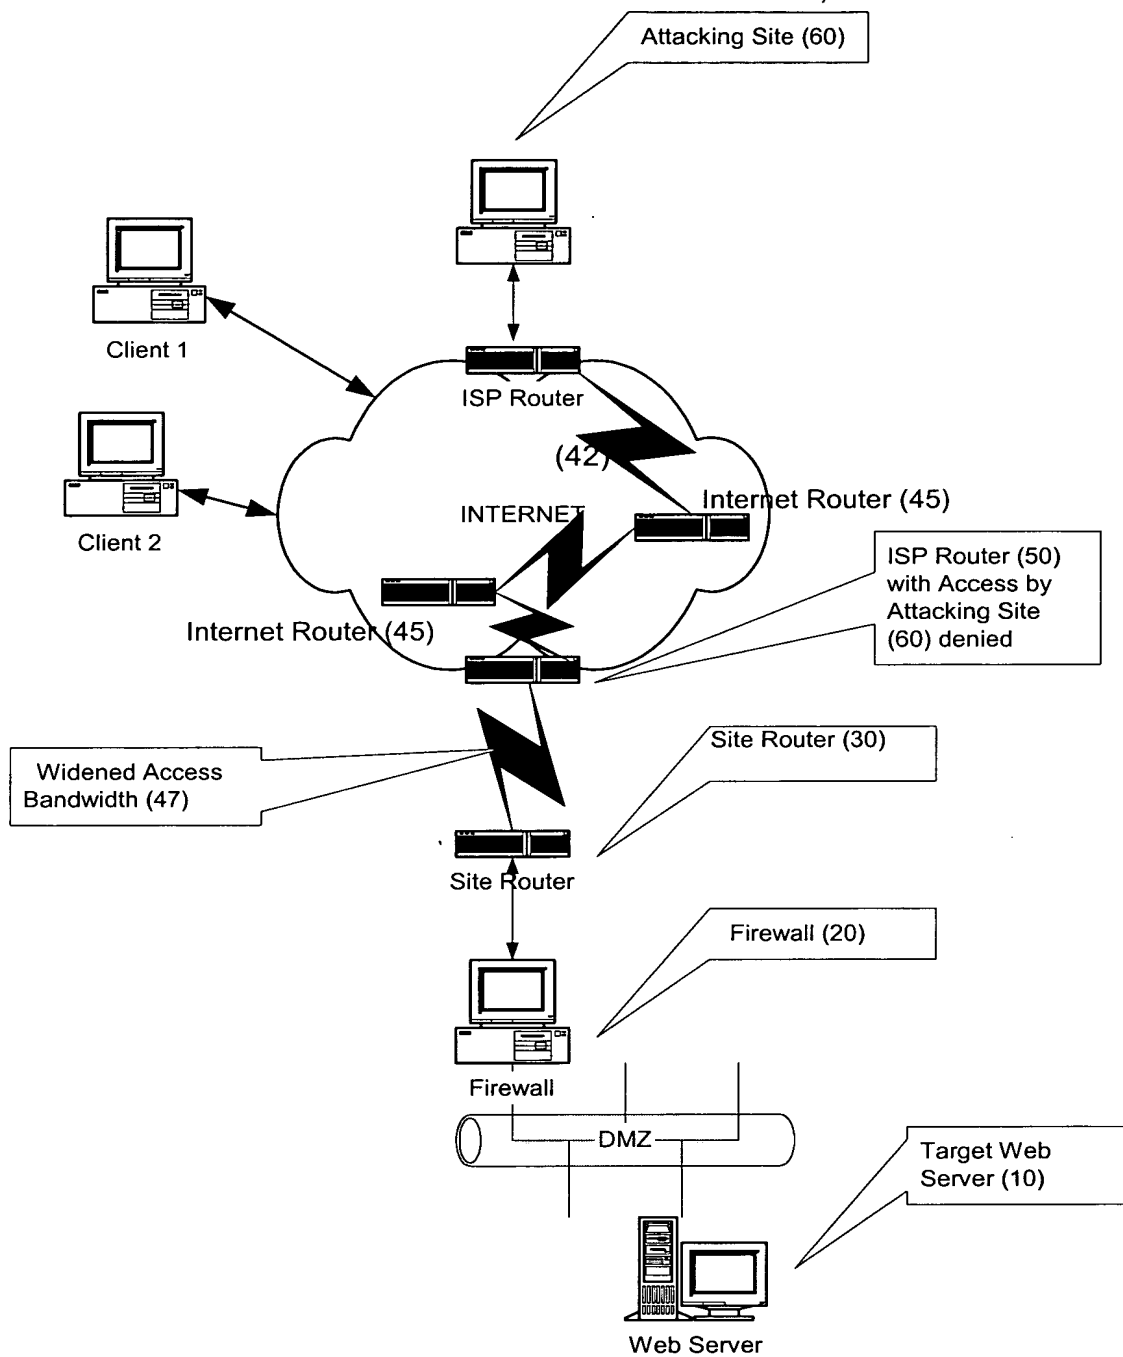 Attacking Site (60)
Client 1
ISP Router
Client 2
(42)
Internet Router (45)
INTERNET
ISP Router (50)
with Access by
Attacking Site
(60) denied
Internet Router (45)
Site Router (30)
Widened Access
Bandwidth (47)
Site Router
Firewall (20)
Firewall
DMZ
Target Web
Server (10)
Web Server